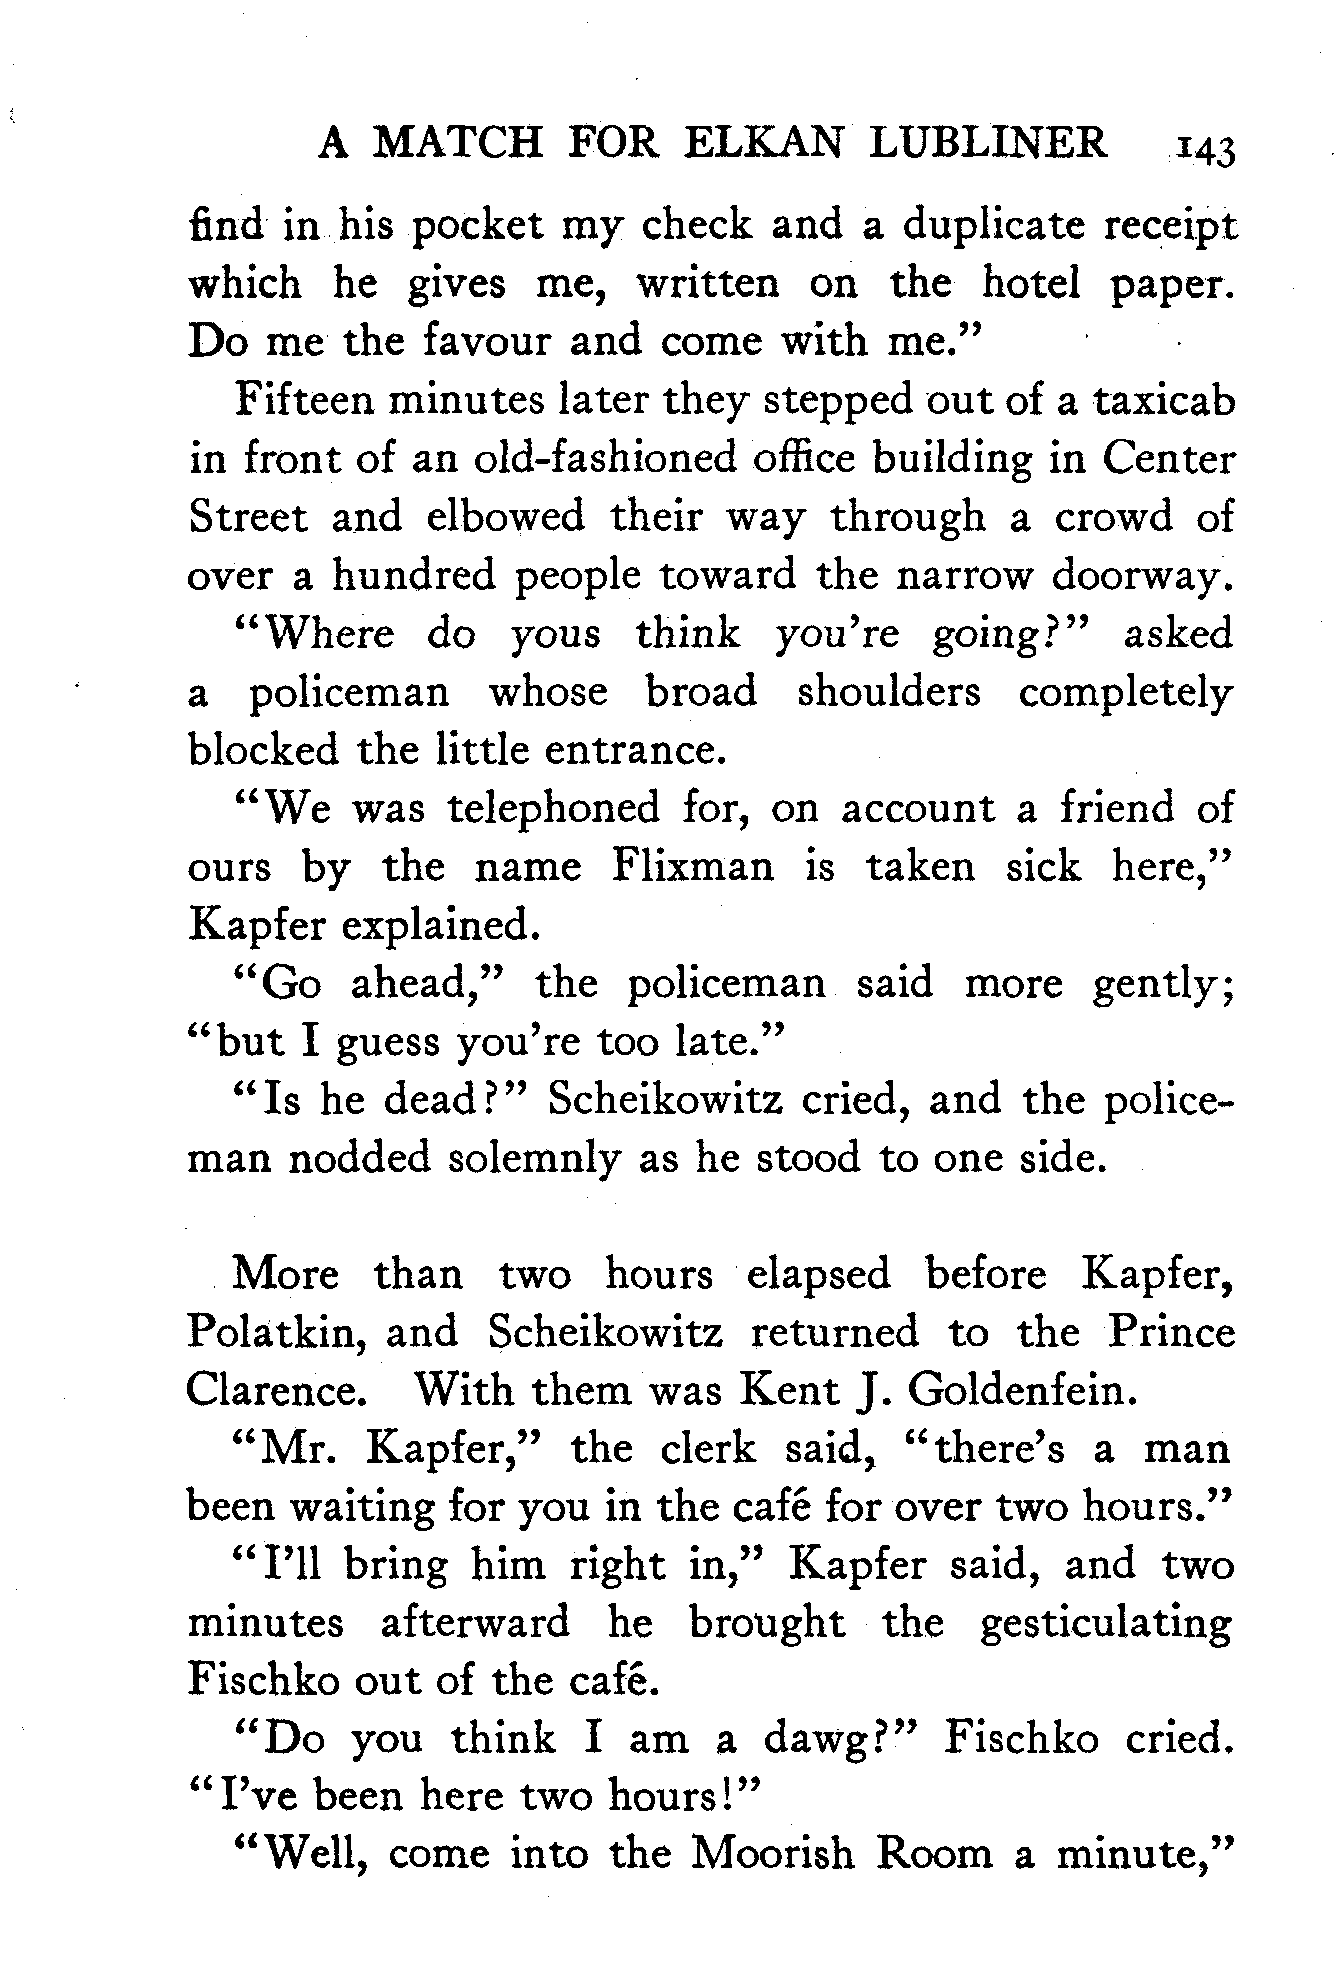 A MATCH FOR ELKAN LUBLINER 143
find in his pocket my check and a duplicate receipt
which he gives me, written on the hotel paper.
Do me the favour and come with me."
Fifteen minutes later they stepped out of a taxicab
in front of an old-fashioned office building in Center
Street and elbowed their way through a crowd of
over a hundred people toward the narrow doorway.
"Where do yous think you're going?" asked
a policeman whose broad shoulders completely
blocked the little entrance.
"We was telephoned for, on account a friend of
ours by the name Flixman is taken sick here,"
Kapfer explained.
"Go ahead," the policeman said more gently;
"but I guess you're too late."
"Is he dead?" Scheikowitz cried, and the police-
man nodded solemnly as he stood to one side.
More than two hours elapsed before Kapfer,
Polatkin, and Scheikowitz returned to the Prince
Clarence. With them was Kent J. Goldenfein.
"Mr. Kapfer," the clerk said, "there's a man
been waiting for you in the café for over two hours."
"I'll bring him right in," Kapfer said, and two
minutes afterward he brought the gesticulating
Fischko out of the café.
"Do you think I am a dawg?" Fischko cried.
"I've been here two hours!"
"Well, come into the Moorish Room a minute,"